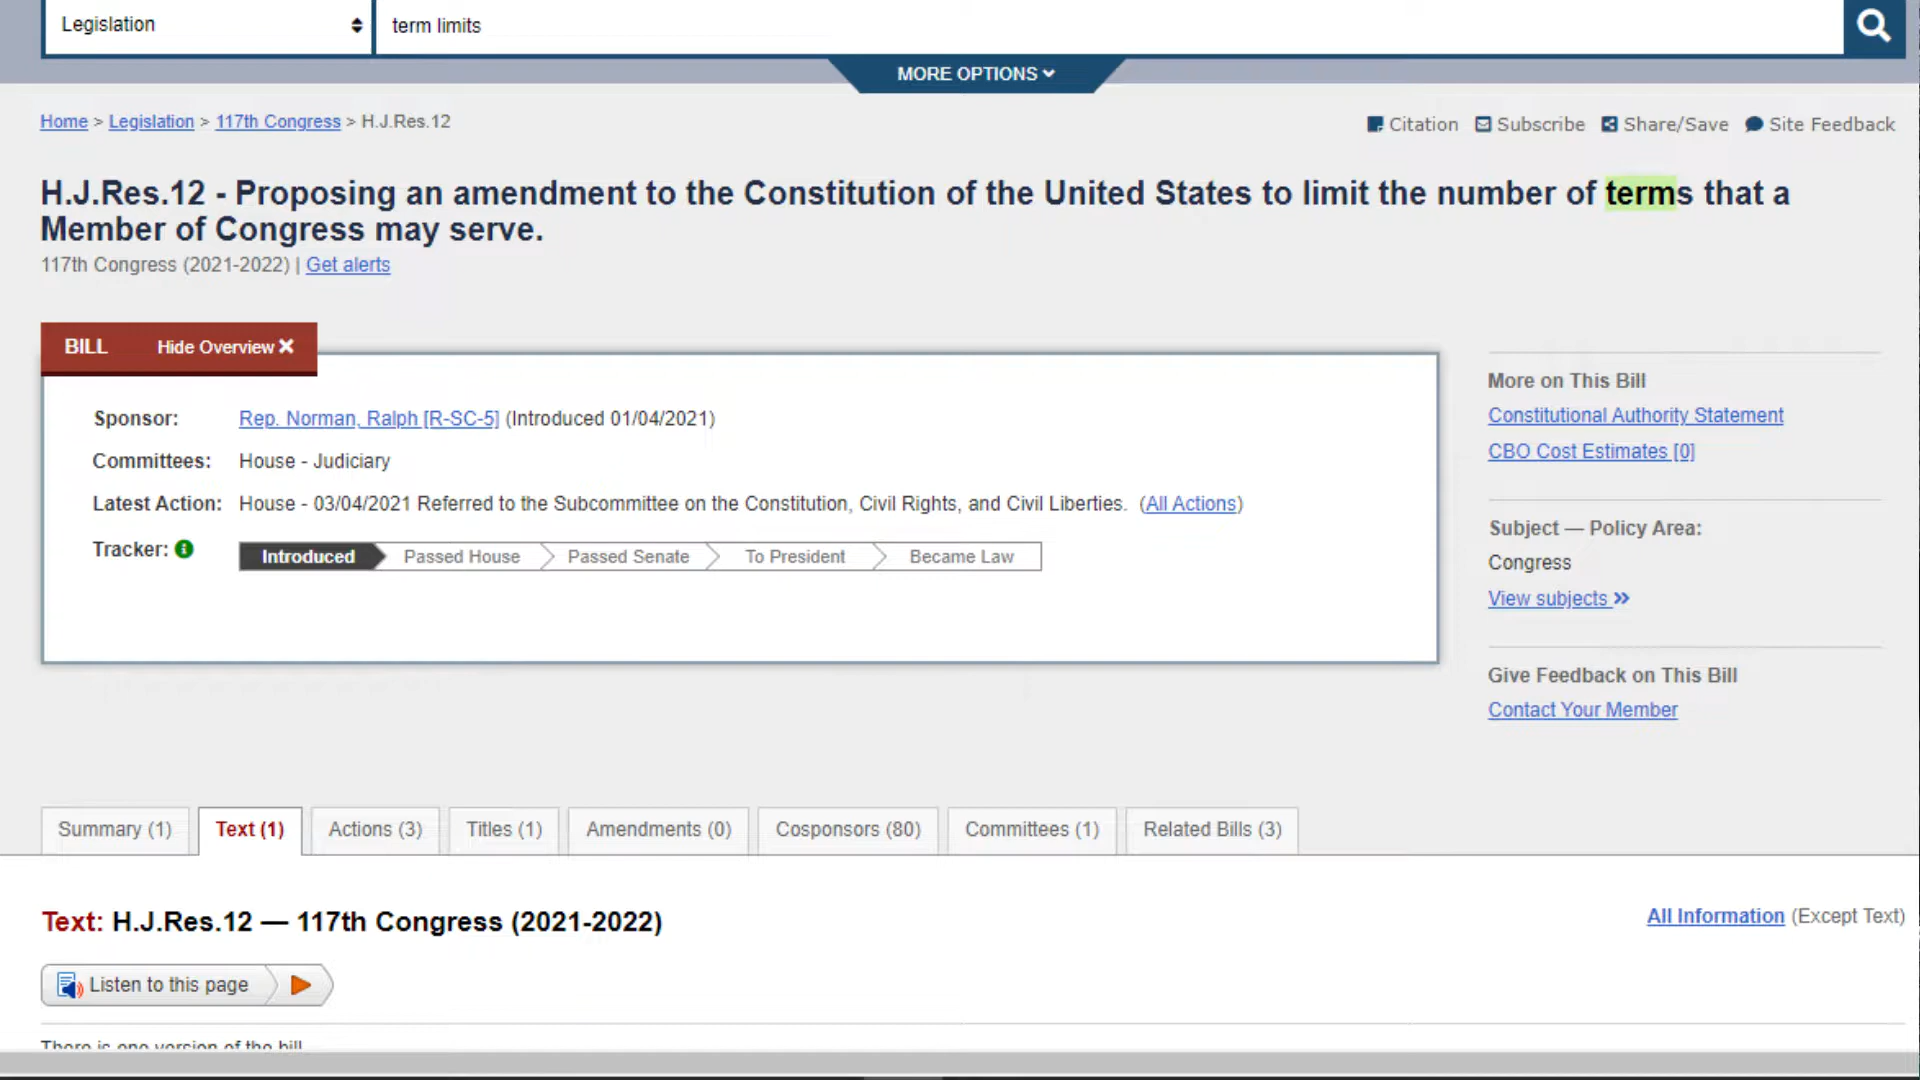 Legislation
term limits
MORE OPTIONS
Home > Legislation > 117th Congress > H.J.Res.12
Citation Subscribe Share/Save Site Feedback
H.J.Res.12 - Proposing an amendment to the Constitution of the United States to limit the number of terms that a
Member of Congress may serve.
117th Congress (2021-2022) | Get alerts
BILL Hide Overview
Sponsor: Rep. Norman, Ralph [R-SC-5] (Introduced 01/04/2021)
Committees: House - Judiciary
Latest Action: House - 03/04/2021 Referred to the Subcommittee on the Constitution, Civil Rights, and Civil Liberties. (All Actions)
Tracker:
Introduced Passed House Passed Senate To President Became Law
More on This Bill
Constitutional Authority Statement
CBO Cost Estimates [0]
Subject — Policy Area:
Congress
View subjects
Give Feedback on This Bill
Contact Your Member
Summary (1) Text (1) Actions (3) Titles (1) Amendments (0) Cosponsors (80) Committees (1) Related Bills (3)
Text: H.J.Res.12 — 117th Congress (2021-2022)
All Information (Except Text)
Listen to this page
There is one version of the bill.